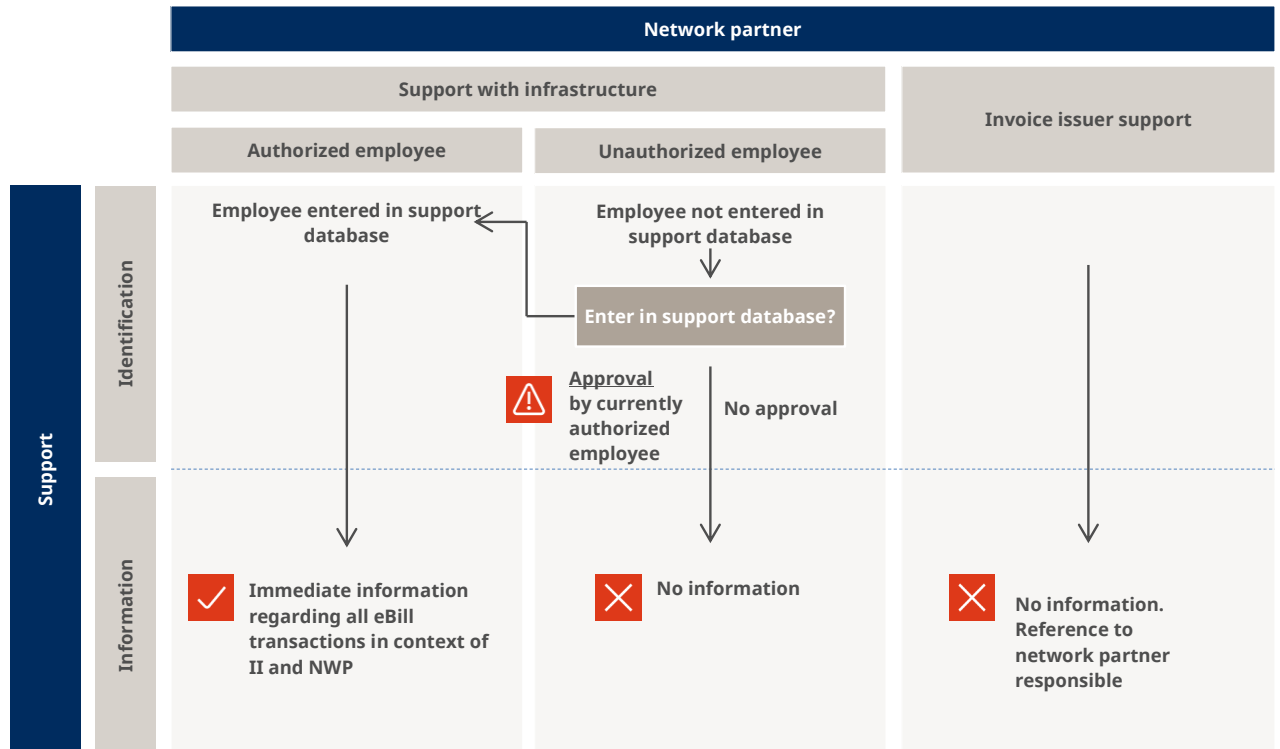 Network partner
Support with infrastructure
Invoice issuer support
Authorized employee
Unauthorized employee
Support
Identification
Employee entered in support
database
Employee not entered in
support database
Enter in support database?
Approval
by currently
authorized
employee
No approval
Information
Immediate information
regarding all eBill
transactions in context of
II and NWP
No information
No information.
Reference to
network partner
responsible